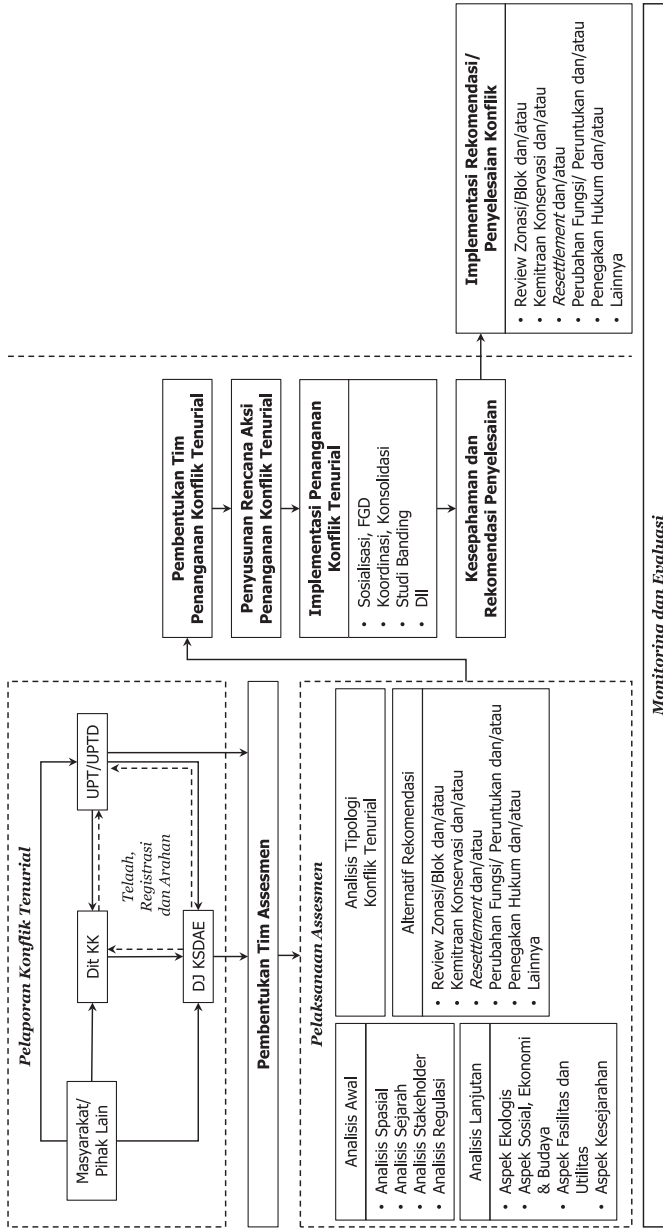 Pelaporan Konflik Tenurial
Masyarakat/
Pihak Lain
Dit KK
UPT/UPTD
Telaah,
Registrasi
dan Arahan
DJ KSDAE
Pembentukan Tim Assesmen
Pelaksanaan Assesmen
Analisis Awal
• Analisis Spasial
• Analisis Sejarah
• Analisis Stakeholder
• Analisis Regulasi
Analisis Lanjutan
• Aspek Ekologis
• Aspek Sosial, Ekonomi
& Budaya
• Aspek Fasilitas dan
Utilitas
• Aspek Kesejarahan
Analisis Tipologi
Konflik Tenurial
Alternatif Rekomendasi
• Review Zonasi/Blok dan/atau
• Kemitraan Konservasi dan/atau
• Resettlement dan/atau
• Perubahan Fungsi/ Peruntukan dan/atau
• Penegakan Hukum dan/atau
• Lainnya
Pembentukan Tim
Penanganan Konflik Tenurial
Penyusunan Rencana Aksi
Penanganan Konflik Tenurial
Implementasi Penanganan
Konflik Tenurial
• Sosialisasi, FGD
• Koordinasi, Konsolidasi
• Studi Banding
• Dll
Kesepahaman dan
Rekomendasi Penyelesaian
Implementasi Rekomendasi/
Penyelesaian Konflik
• Review Zonasi/Blok dan/atau
• Kemitraan Konservasi dan/atau
• Resettlement dan/atau
• Perubahan Fungsi/ Peruntukan dan/atau
• Penegakan Hukum dan/atau
• Lainnya
Monitoring dan Evaluasi